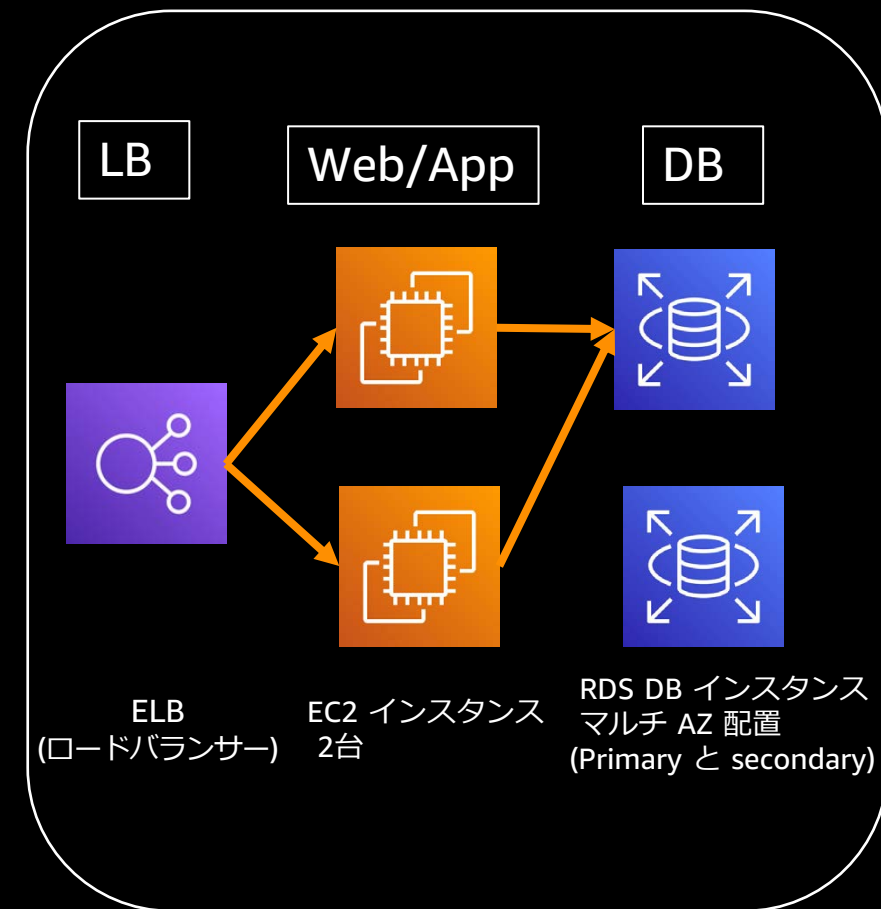 LB
Web/App
DB
ELB
(ロードバランサー)
EC2 インスタンス
2台
RDS DB インスタンス
マルチ AZ 配置
(Primary と secondary)